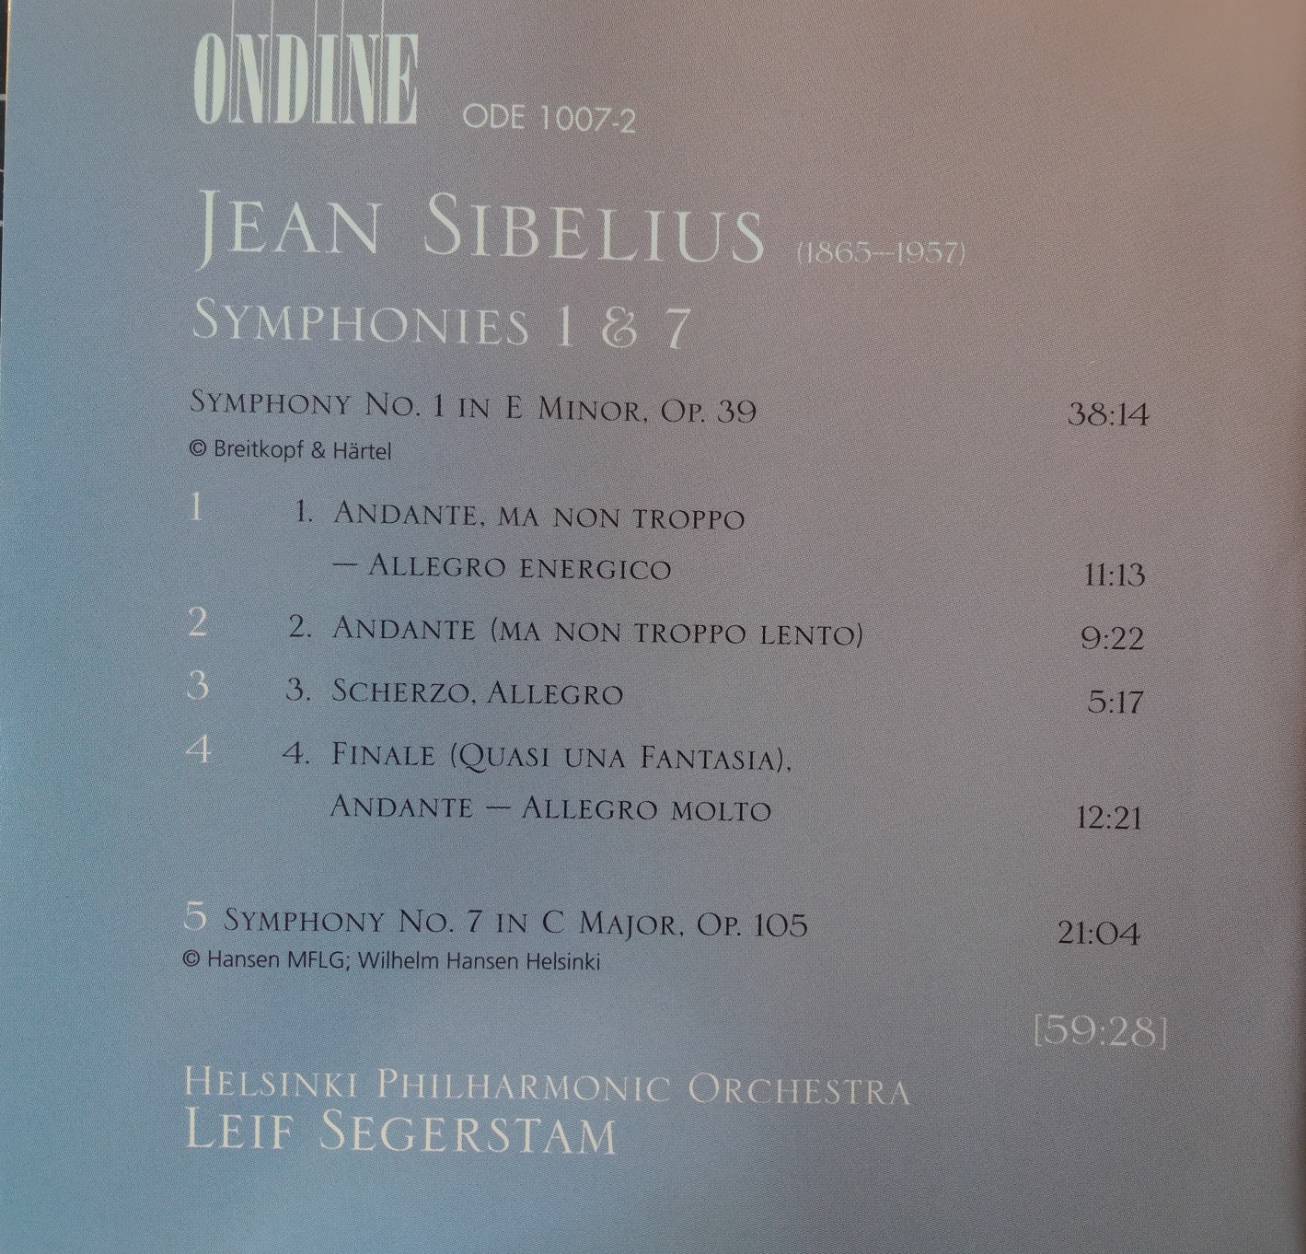 ONDINE ODE 1007-2
JEAN SIBELIUS (1865—1957)
SYMPHONIES 1 & 7
SYMPHONY NO. 1 IN E MINOR, OP. 39 38:14
© Breitkopf & Härtel
1 1. ANDANTE, MA NON TROPPO
— ALLEGRO ENERGICO 11:13
2 2. ANDANTE (MA NON TROPPO LENTO) 9:22
3 3. SCHERZO, ALLEGRO 5:17
4 4. FINALE (QUASI UNA FANTASIA),
ANDANTE — ALLEGRO MOLTO 12:21
5 SYMPHONY NO. 7 IN C MAJOR, OP. 105 21:04
© Hansen MFLG; Wilhelm Hansen Helsinki
[59:28]
HELSINKI PHILHARMONIC ORCHESTRA
LEIF SEGERSTAM